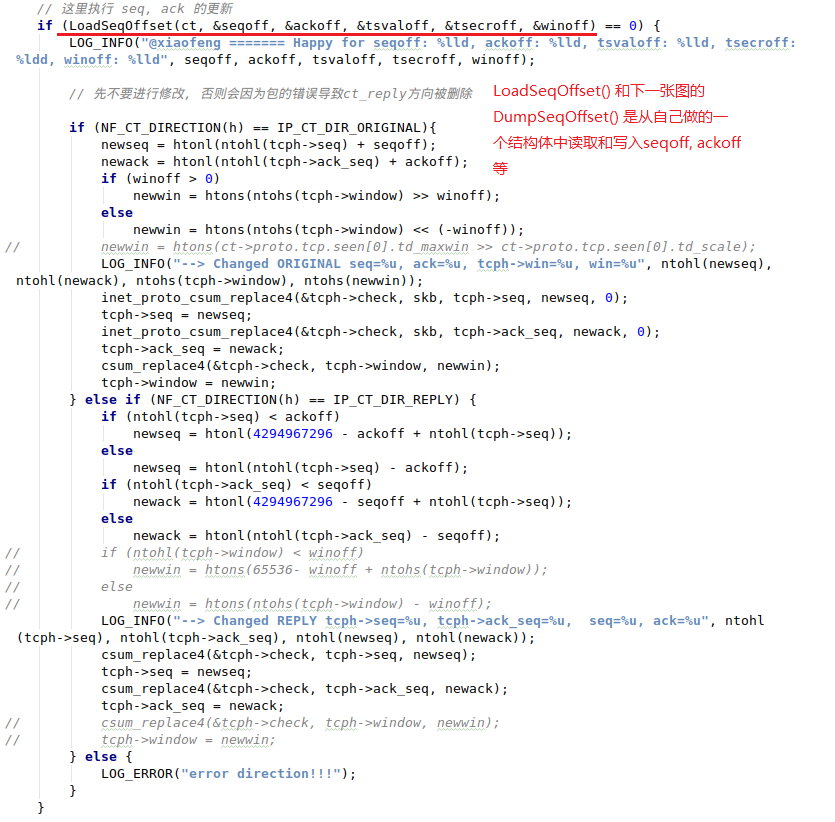 // 这里执行 seq, ack 的更新
if (LoadSeqOffset(ct, &seqoff, &ackoff, &tsvaloff, &tsecroff, &winoff) == 0) {
LOG_INFO("@xiaofeng ======= Happy for seqoff: %lld, ackoff: %lld, tsvaloff: %lld, tsecroff:
%ldd, winoff: %lld", seqoff, ackoff, tsvaloff, tsecroff, winoff);
// 先不要进行修改, 否则会因为包的错误导致ct_reply方向被删除
LoadSeqOffset() 和下一张图的
DumpSeqOffset() 是从自己做的一
个结构体中读取和写入seqoff, ackoff
等
if (NF_CT_DIRECTION(h) == IP_CT_DIR_ORIGINAL){
newseq = htonl(ntohl(tcph->seq) + seqoff);
newack = htonl(ntohl(tcph->ack_seq) + ackoff);
if (winoff > 0)
newwin = htons(ntohs(tcph->window) >> winoff);
else
newwin = htons(ntohs(tcph->window) << (-winoff));
// newwin = htons(ct->proto.tcp.seen[0].td_maxwin >> ct->proto.tcp.seen[0].td_scale);
LOG_INFO("--> Changed ORIGINAL seq=%u, ack=%u, tcph->win=%u, win=%u", ntohl(newseq),
ntohl(newack), ntohs(tcph->window), ntohs(newwin));
inet_proto_csum_replace4(&tcph->check, skb, tcph->seq, newseq, 0);
tcph->seq = newseq;
inet_proto_csum_replace4(&tcph->check, skb, tcph->ack_seq, newack, 0);
tcph->ack_seq = newack;
csum_replace4(&tcph->check, tcph->window, newwin);
tcph->window = newwin;
} else if (NF_CT_DIRECTION(h) == IP_CT_DIR_REPLY) {
if (ntohl(tcph->seq) < ackoff)
newseq = htonl(4294967296 - ackoff + ntohl(tcph->seq));
else
newseq = htonl(ntohl(tcph->seq) - ackoff);
if (ntohl(tcph->ack_seq) < seqoff)
newack = htonl(4294967296 - seqoff + ntohl(tcph->seq));
else
newack = htonl(ntohl(tcph->ack_seq) - seqoff);
// if (ntohl(tcph->window) < winoff)
// newwin = htons(65536- winoff + ntohs(tcph->window));
// else
// newwin = htons(ntohs(tcph->window) - winoff);
LOG_INFO("--> Changed REPLY tcph->seq=%u, tcph->ack_seq=%u,  seq=%u, ack=%u", ntohl
(tcph->seq), ntohl(tcph->ack_seq), ntohl(newseq), ntohl(newack));
csum_replace4(&tcph->check, tcph->seq, newseq);
tcph->seq = newseq;
csum_replace4(&tcph->check, tcph->ack_seq, newack);
tcph->ack_seq = newack;
// csum_replace4(&tcph->check, tcph->window, newwin);
// tcph->window = newwin;
} else {
LOG_ERROR("error direction!!!");
}
}